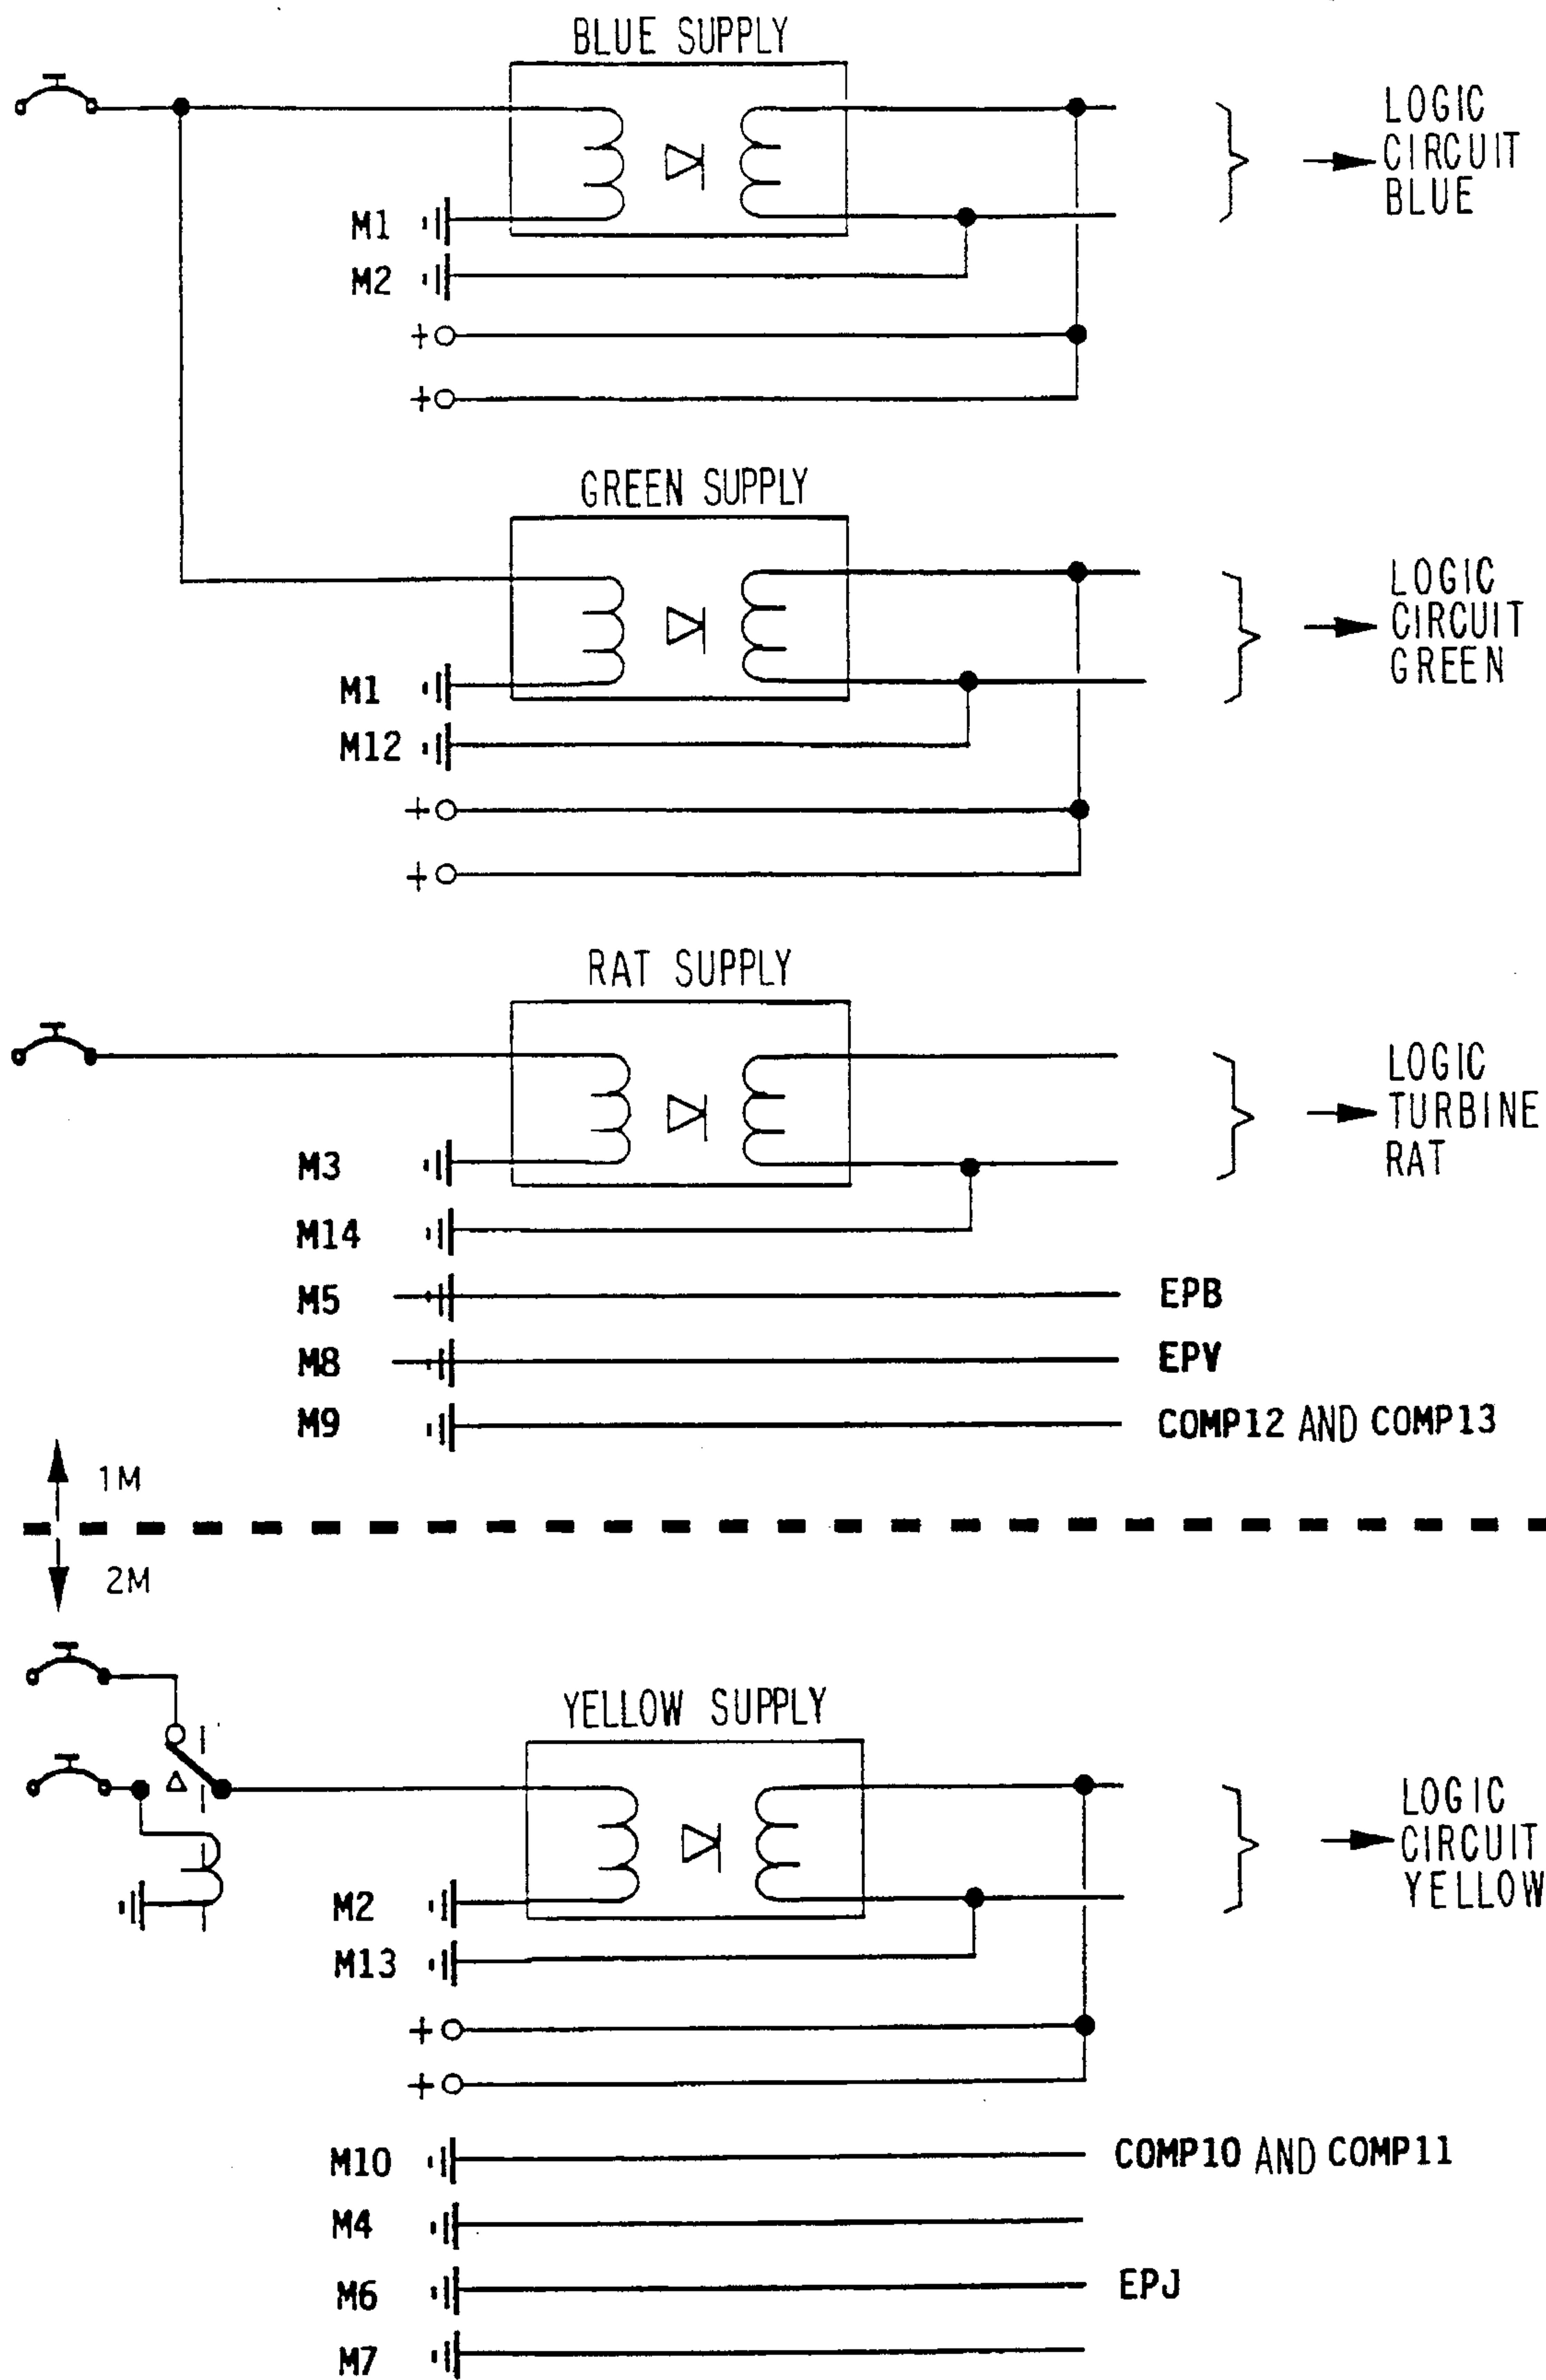 BLUE SUPPLY
LOGIC
CIRCUIT
BLUE
M1
M2
+
+
GREEN SUPPLY
LOGIC
CIRCUIT
GREEN
M1
M12
+
+
RAT SUPPLY
LOGIC
TURBINE
RAT
M3
M14
M5 EPB
M8 EPV
M9 COMP12 AND COMP13
1M
2M
YELLOW SUPPLY
LOGIC
CIRCUIT
YELLOW
M2
M13
+
+
M10 COMP10 AND COMP11
M4
M6 EPJ
M7